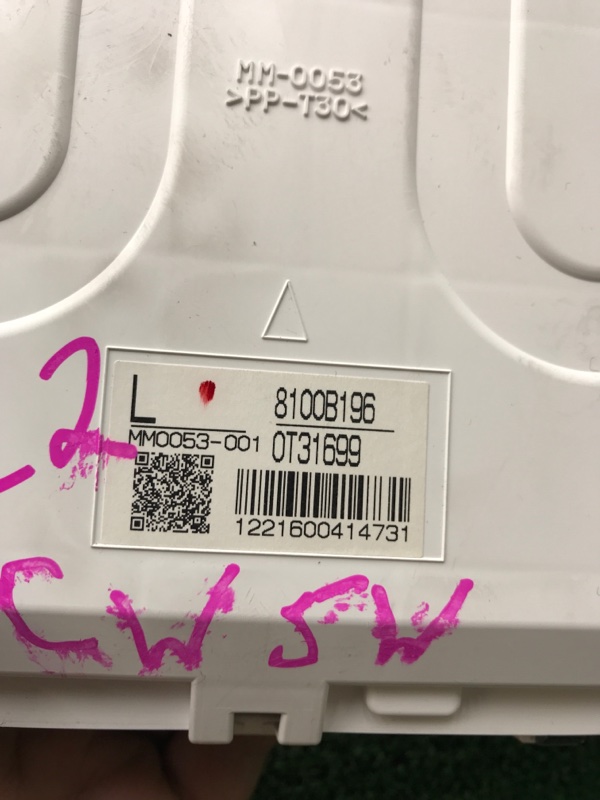 MM-0053
>PP-T30<
L
8100B196
MM0053-001
0T31699
1221600414731
2
CW5W